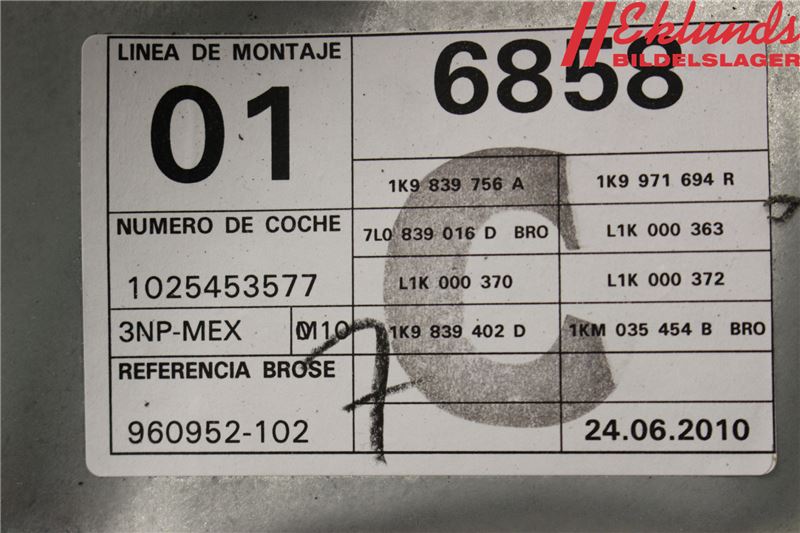 Eklunds
BILDELSLAGER
LINEA DE MONTAJE
01
6858
1K9 839 756 A
1K9 971 694 R
NUMERO DE COCHE
1025453577
7L0 839 016 D BRO
L1K 000 363
L1K 000 370
L1K 000 372
3NP-MEX
M10
1K9 839 402 D
1KM 035 454 B BRO
REFERENCIA BROSE
960952-102
24.06.2010
C
7